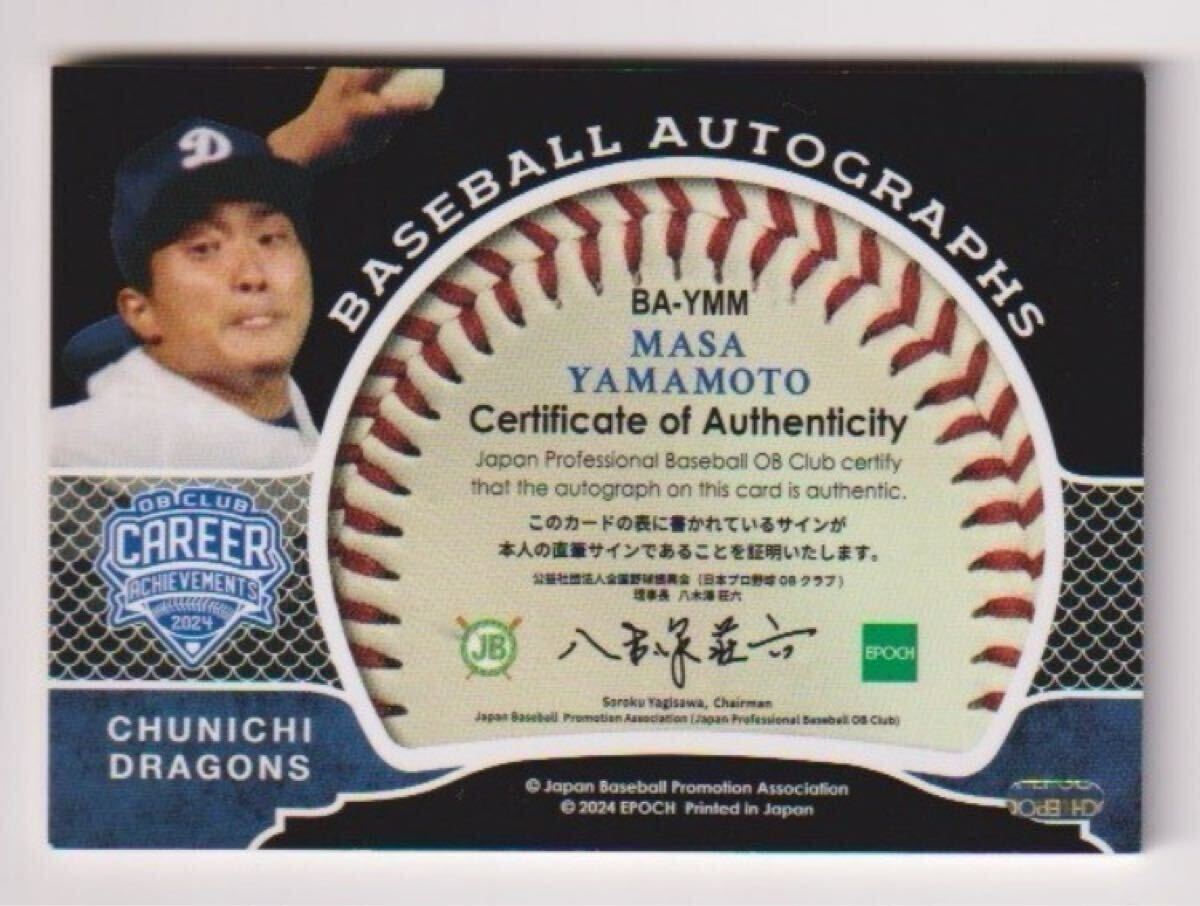 D
BASEBALL AUTOGRAPHS
BA-YMM
MASA
YAMAMOTO
Certificate of Authenticity
Japan Professional Baseball OB Club certify
that the autograph on this card is authentic.
このカードの表に書かれているサインが
本人の直筆サインであることを証明いたします。
公益社団法人全国野球振興会(日本プロ野球OBクラブ)
理事長 八木澤 荘六
JB
八木澤荘六
EPOCH
Soroku Yagisawa, Chairman
Japan Baseball Promotion Association (Japan Professional Baseball OB Club)
OB CLUB
CAREER
ACHIEVEMENTS
2024
CHUNICHI
DRAGONS
© Japan Baseball Promotion Association
© 2024 EPOCH Printed in Japan